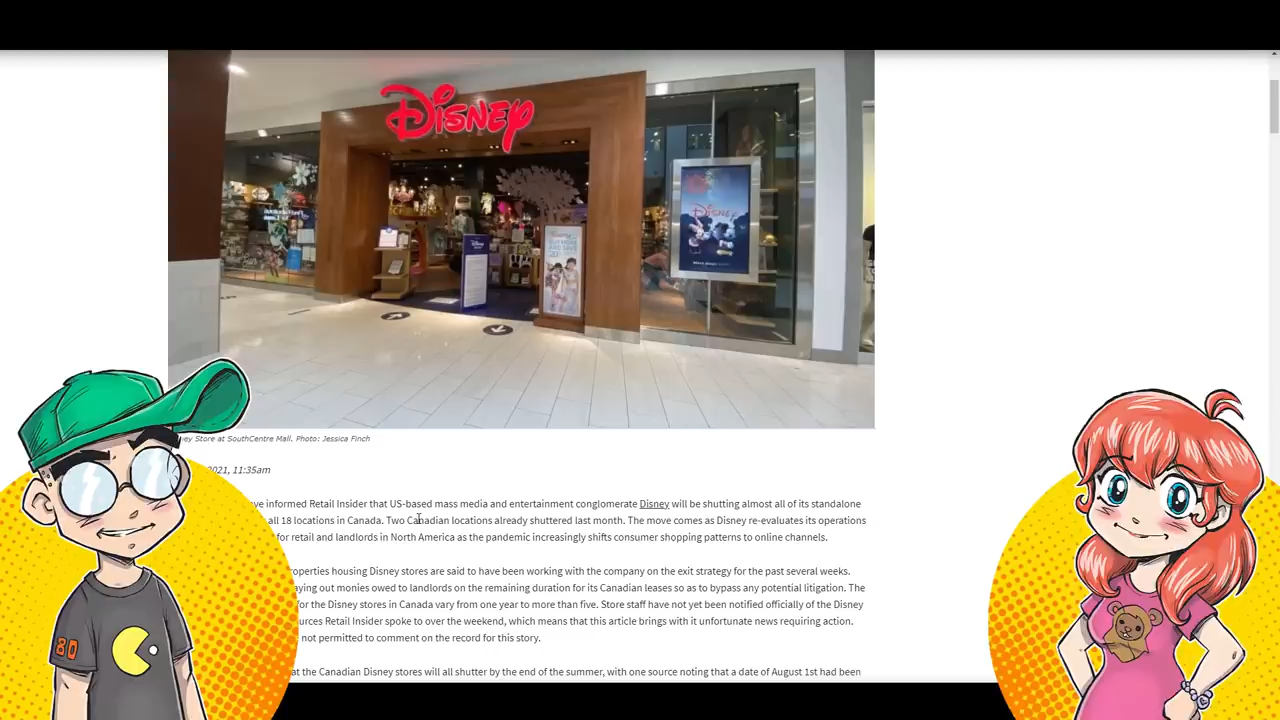 Disney
Disney
BUY MORE
AND SAVE
20
ey Store at SouthCentre Mall. Photo: Jessica Finch
2021, 11:35am
ve informed Retail Insider that US-based mass media and entertainment conglomerate Disney will be shutting almost all of its standalone
all 18 locations in Canada. Two Canadian locations already shuttered last month. The move comes as Disney re-evaluates its operations
for retail and landlords in North America as the pandemic increasingly shifts consumer shopping patterns to online channels.
roperties housing Disney stores are said to have been working with the company on the exit strategy for the past several weeks.
aying out monies owed to landlords on the remaining duration for its Canadian leases so as to bypass any potential litigation. The
for the Disney stores in Canada vary from one year to more than five. Store staff have not yet been notified officially of the Disney
urces Retail Insider spoke to over the weekend, which means that this article brings with it unfortunate news requiring action.
not permitted to comment on the record for this story.
at the Canadian Disney stores will all shutter by the end of the summer, with one source noting that a date of August 1st had been
80